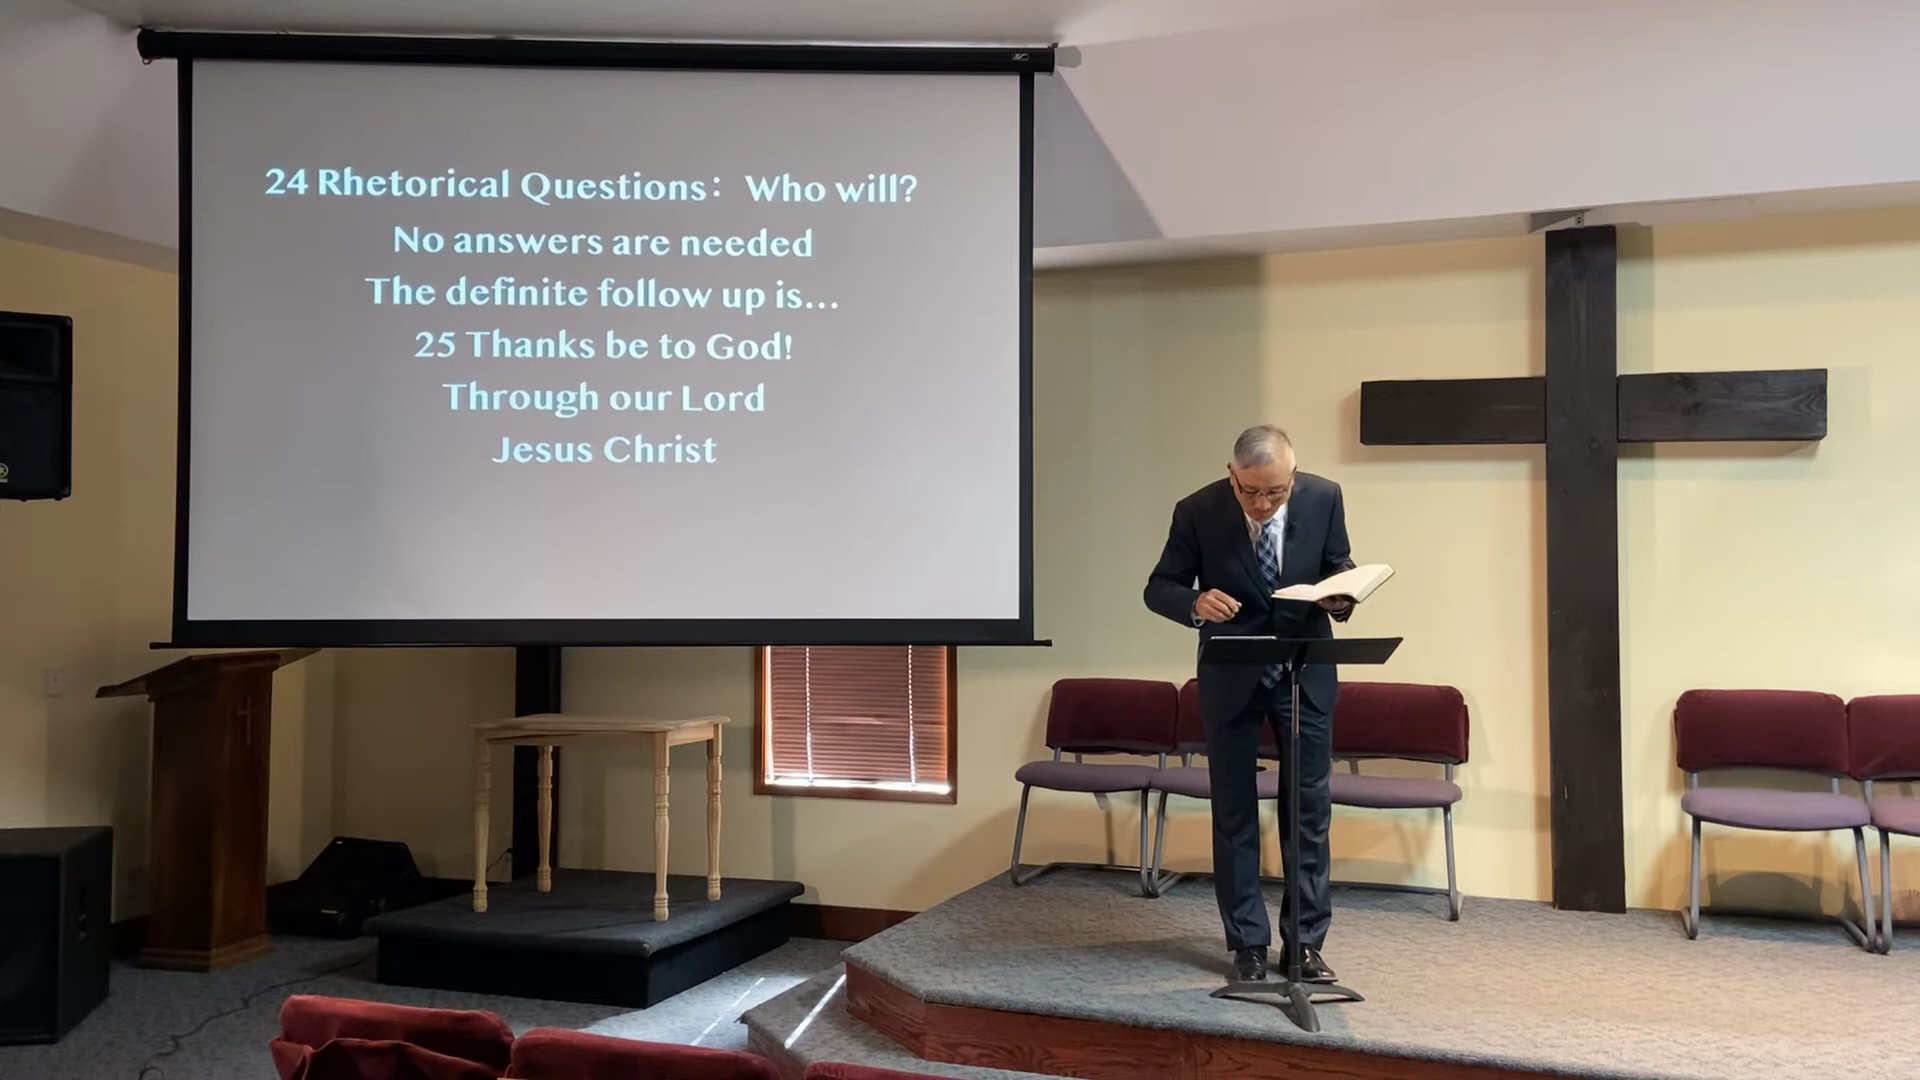 24 Rhetorical Questions: Who will?
No answers are needed
The definite follow up is...
25 Thanks be to God!
Through our Lord
Jesus Christ